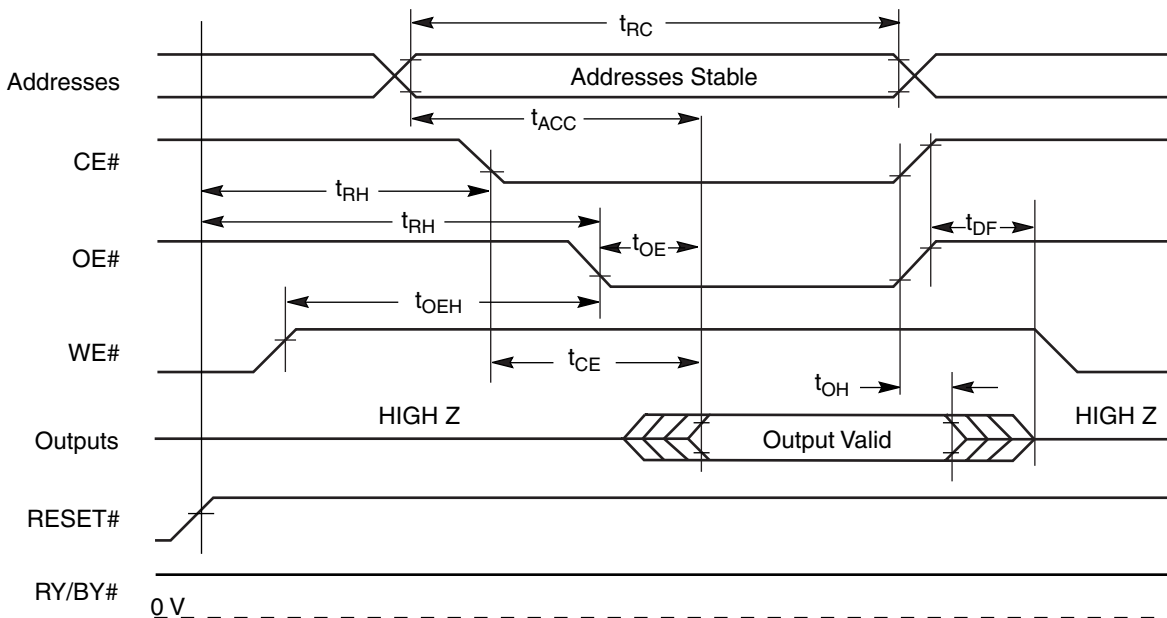 tRC
Addresses
Addresses Stable
tACC
CE#
tRH
tRH
tOE
tDF
OE#
tOEH
WE#
tCE
tOH
HIGH Z
HIGH Z
Outputs
Output Valid
RESET#
RY/BY#
0 V